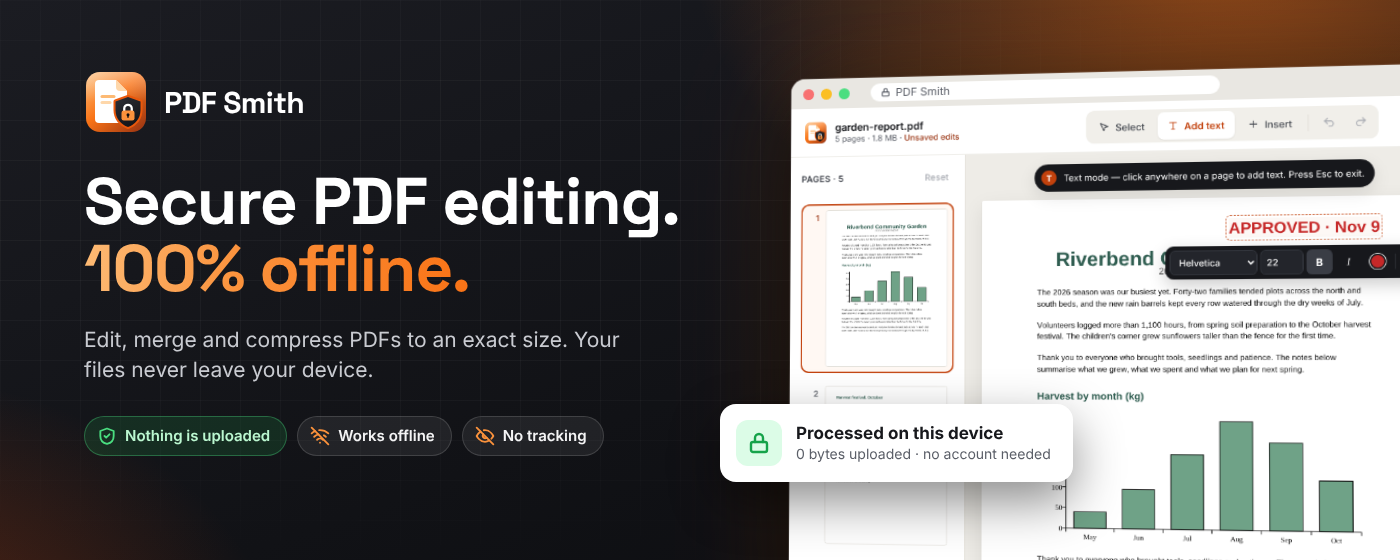 PDF Smith
Secure PDF editing.
100% offline.
Edit, merge and compress PDFs to an exact size. Your
files never leave your device.
Nothing is uploaded
Works offline
No tracking
PDF Smith
garden-report.pdf
5 pages · 1.8 MB · Unsaved edits
Select
Add text
Insert
PAGES · 5
Reset
T
Text mode — click anywhere on a page to add text. Press Esc to exit.
1
Riverbend Community Garden
Harvest by month (kg)
2
Harvest festival, October
APPROVED · Nov 9
Riverbend
Helvetica
22
B
I
The 2026 season was our busiest yet. Forty-two families tended plots across the north and
south beds, and the new rain barrels kept every row watered through the dry weeks of July.
Volunteers logged more than 1,100 hours, from spring soil preparation to the October harvest
festival. The children's corner grew sunflowers taller than the fence for the first time.
Thank you to everyone who brought tools, seedlings and patience. The notes below
summarise what we grew, what we spent and what we plan for next spring.
Harvest by month (kg)
100
50
0
May
Jun
Jul
Aug
Sep
Oct
Processed on this device
0 bytes uploaded · no account needed